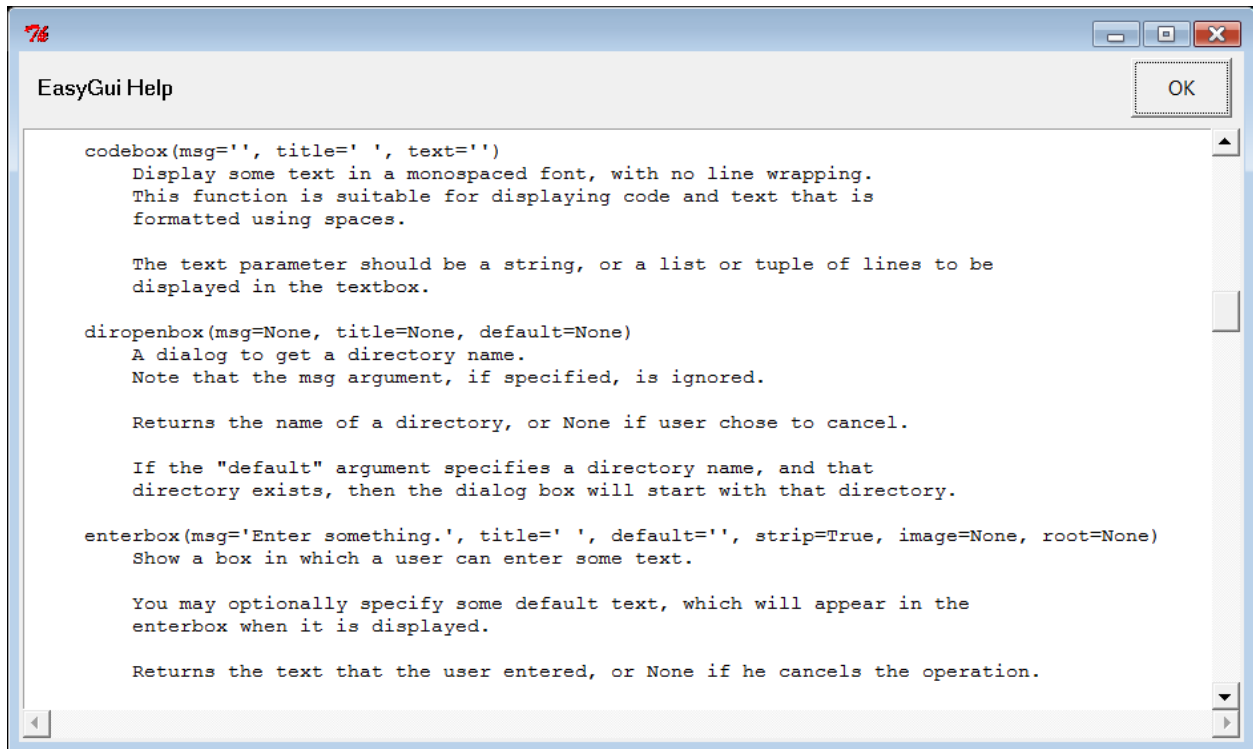 76
EasyGui Help
OK
codebox(msg='', title=' ', text='')
Display some text in a monospaced font, with no line wrapping.
This function is suitable for displaying code and text that is
formatted using spaces.
The text parameter should be a string, or a list or tuple of lines to be
displayed in the textbox.
diropenbox(msg=None, title=None, default=None)
A dialog to get a directory name.
Note that the msg argument, if specified, is ignored.
Returns the name of a directory, or None if user chose to cancel.
If the "default" argument specifies a directory name, and that
directory exists, then the dialog box will start with that directory.
enterbox(msg='Enter something.', title=' ', default='', strip=True, image=None, root=None)
Show a box in which a user can enter some text.
You may optionally specify some default text, which will appear in the
enterbox when it is displayed.
Returns the text that the user entered, or None if he cancels the operation.